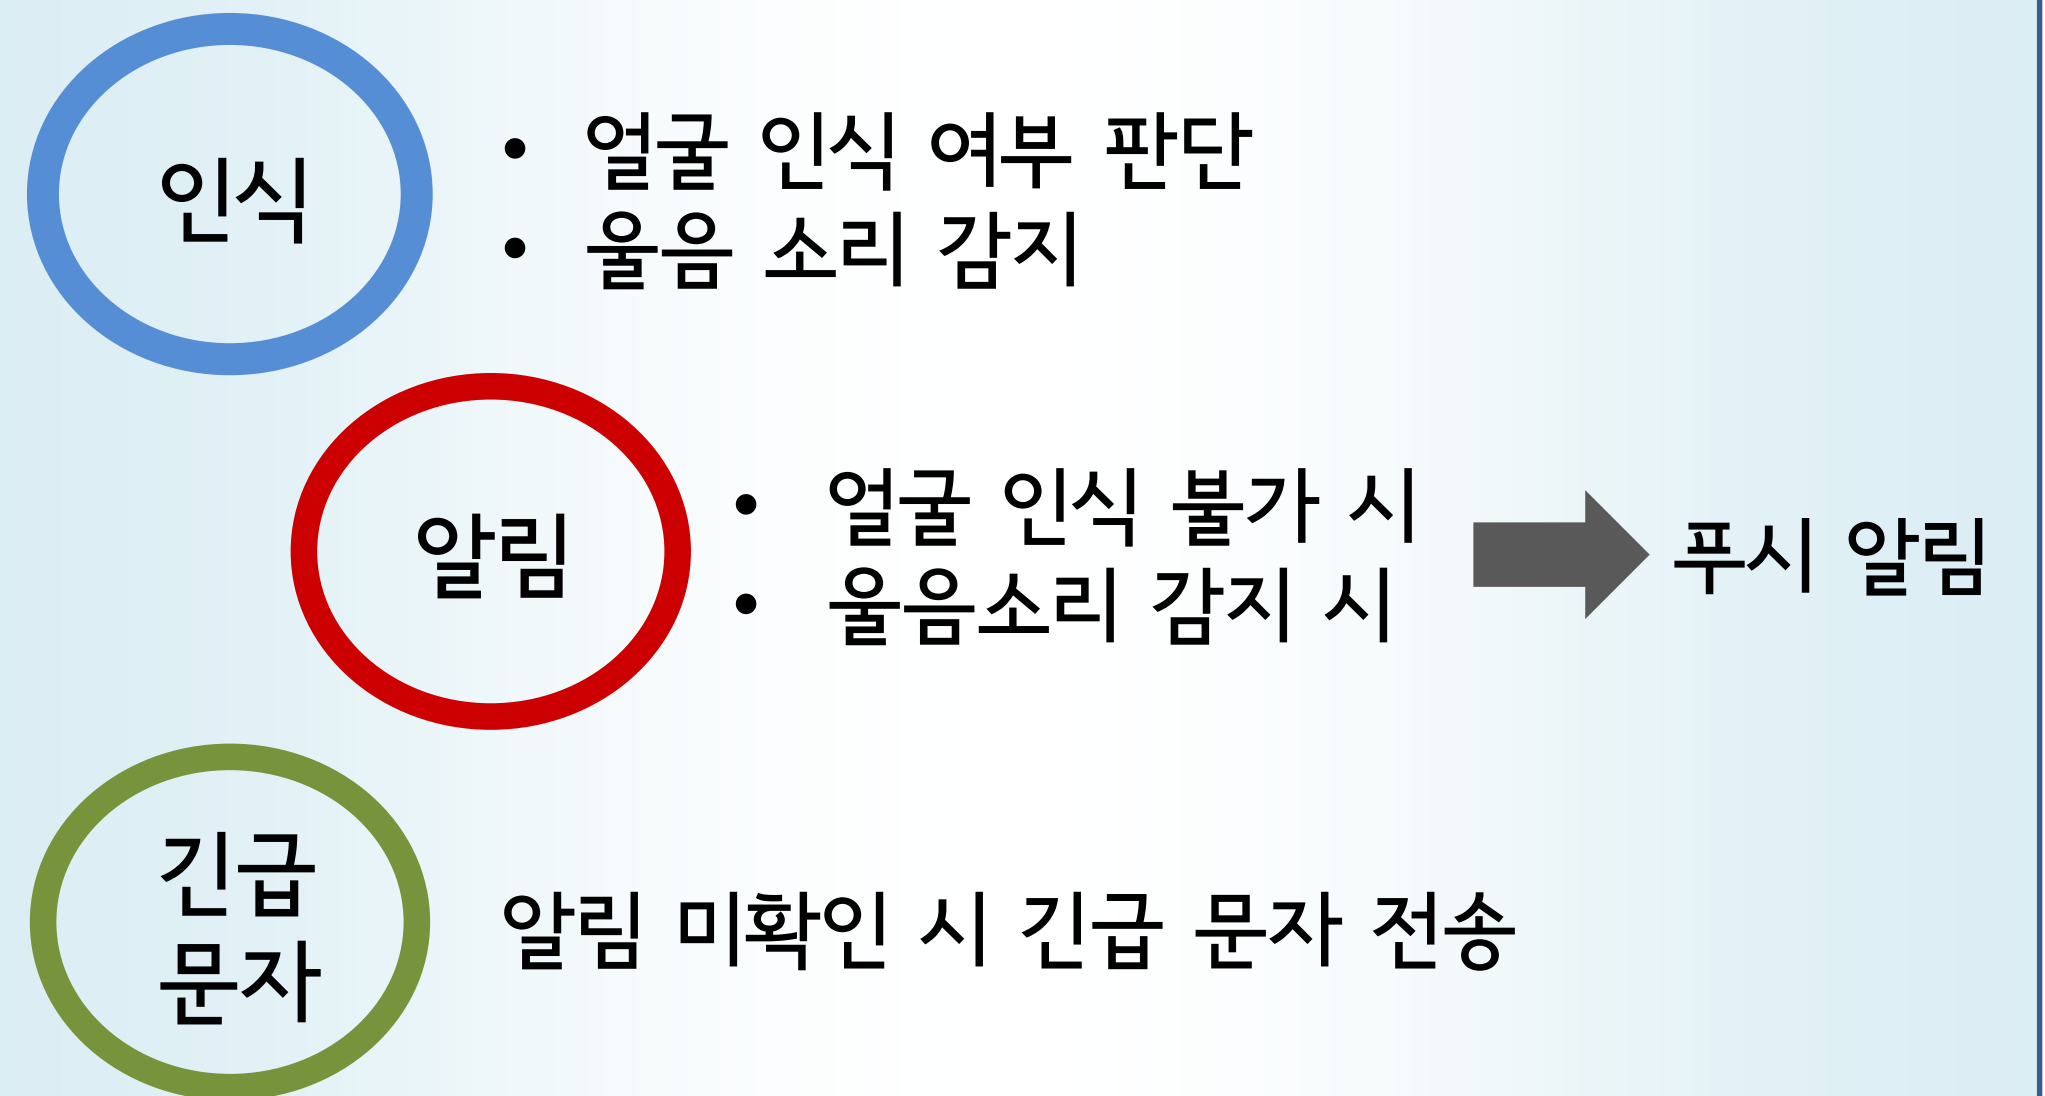 인식
• 얼굴 인식 여부 판단
• 울음 소리 감지
알림
• 얼굴 인식 불가 시
• 울음소리 감지 시
푸시 알림
긴급
문자
알림 미확인 시 긴급 문자 전송